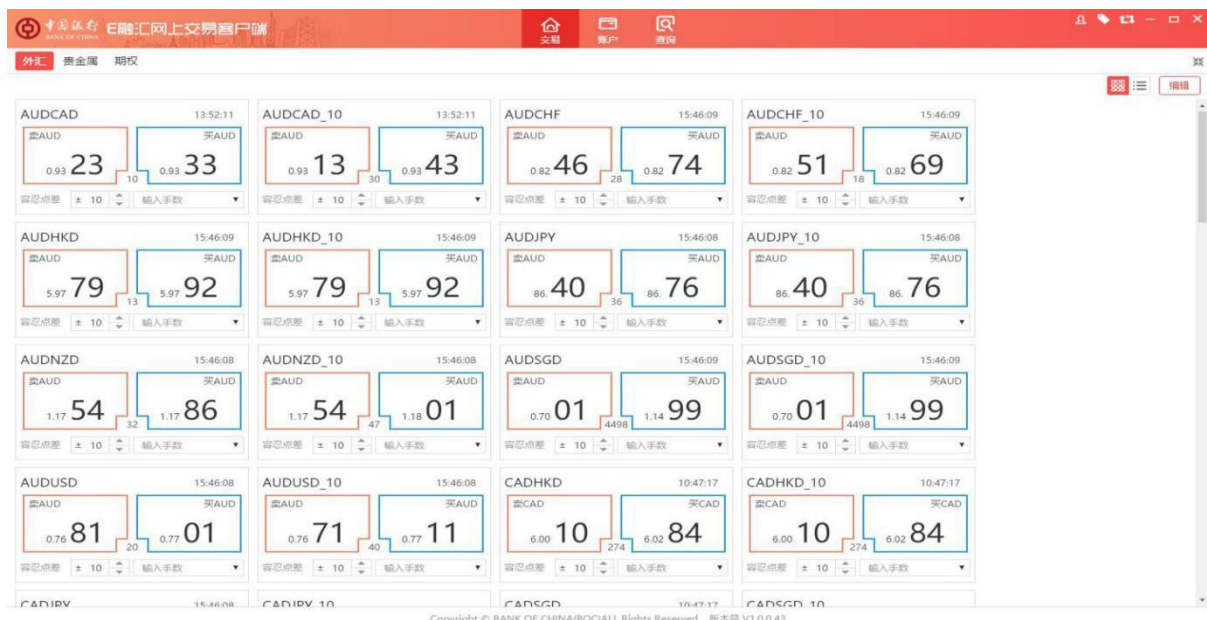 中国银行 E融汇网上交易客户端
BANK OF CHINA
交易 账户 查询
外汇 贵金属 期权
编辑
AUDCAD 13:52:11 AUDCAD_10 13:52:11 AUDCHF 15:46:09 AUDCHF_10 15:46:09
卖AUD 买AUD 卖AUD 买AUD 卖AUD 买AUD 卖AUD 买AUD
0.93 23 10 0.93 33 0.93 13 30 0.93 43 0.82 46 28 0.82 74 0.82 51 18 0.82 69
容忍点差 ± 10 输入手数 容忍点差 ± 10 输入手数 容忍点差 ± 10 输入手数 容忍点差 ± 10 输入手数
AUDHKD 15:46:09 AUDHKD_10 15:46:09 AUDJPY 15:46:08 AUDJPY_10 15:46:08
卖AUD 买AUD 卖AUD 买AUD 卖AUD 买AUD 卖AUD 买AUD
5.97 79 13 5.97 92 5.97 79 13 5.97 92 86. 40 36 86. 76 86. 40 36 86. 76
容忍点差 ± 10 输入手数 容忍点差 ± 10 输入手数 容忍点差 ± 10 输入手数 容忍点差 ± 10 输入手数
AUDNZD 15:46:08 AUDNZD_10 15:46:08 AUDSGD 15:46:09 AUDSGD_10 15:46:09
卖AUD 买AUD 卖AUD 买AUD 卖AUD 买AUD 卖AUD 买AUD
1.17 54 32 1.17 86 1.17 54 47 1.18 01 0.70 01 4498 1.14 99 0.70 01 4498 1.14 99
容忍点差 ± 10 输入手数 容忍点差 ± 10 输入手数 容忍点差 ± 10 输入手数 容忍点差 ± 10 输入手数
AUDUSD 15:46:08 AUDUSD_10 15:46:08 CADHKD 10:47:17 CADHKD_10 10:47:17
卖AUD 买AUD 卖AUD 买AUD 卖CAD 买CAD 卖CAD 买CAD
0.76 81 20 0.77 01 0.76 71 40 0.77 11 6.00 10 274 6.02 84 6.00 10 274 6.02 84
容忍点差 ± 10 输入手数 容忍点差 ± 10 输入手数 容忍点差 ± 10 输入手数 容忍点差 ± 10 输入手数
CADJPY 15:46:08 CADJPY_10 CADSGD 10:47:17 CADSGD_10
Copyright © BANK OF CHINA(BOC)ALL Rights Reserved 版本号 V1.0.0.43